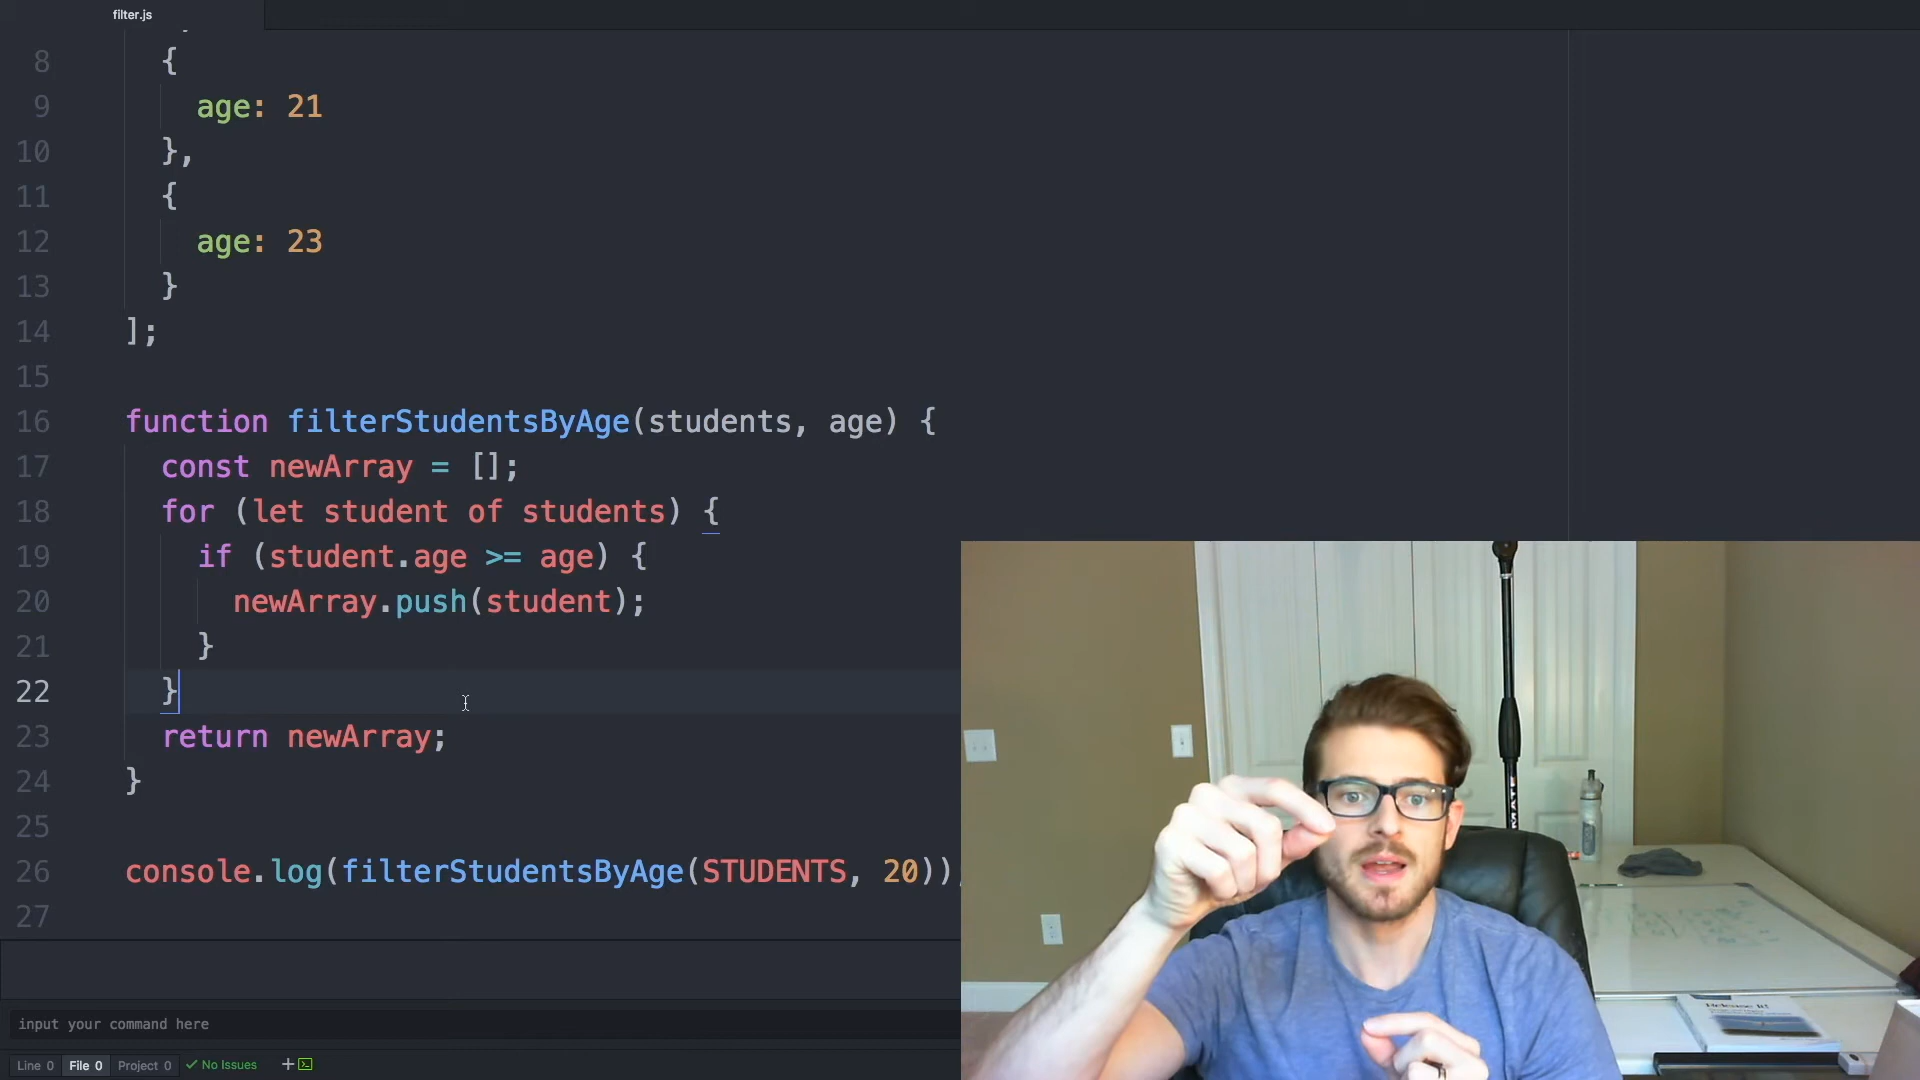 filter.js
8 {
9 age: 21
10 },
11 {
12 age: 23
13 }
14 ];
15
16 function filterStudentsByAge(students, age) {
17 const newArray = [];
18 for (let student of students) {
19 if (student.age >= age) {
20 newArray.push(student);
21 }
22 }
23 return newArray;
24 }
25
26 console.log(filterStudentsByAge(STUDENTS, 20))
27
input your command here
Line 0 File 0 Project 0 No Issues
Release It!